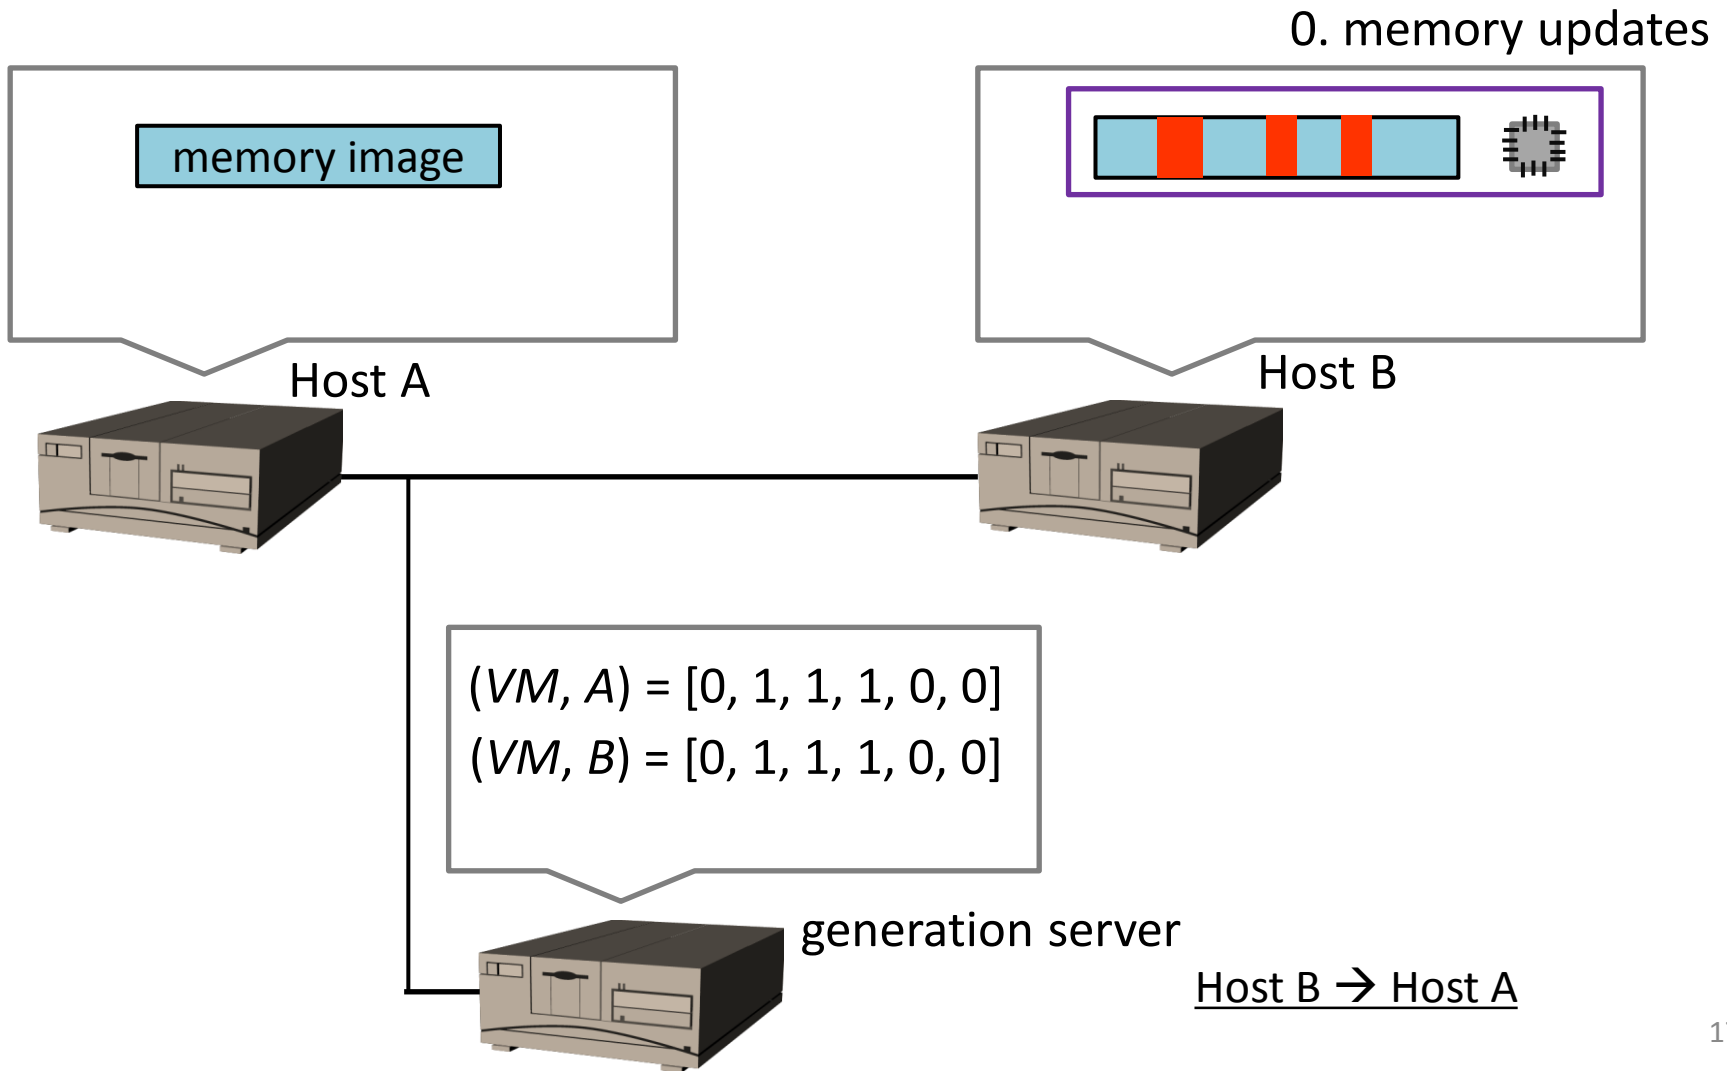 0. memory updates
memory image
Host A
Host B
(VM, A) = [0, 1, 1, 1, 0, 0]
(VM, B) = [0, 1, 1, 1, 0, 0]
generation server
Host B → Host A